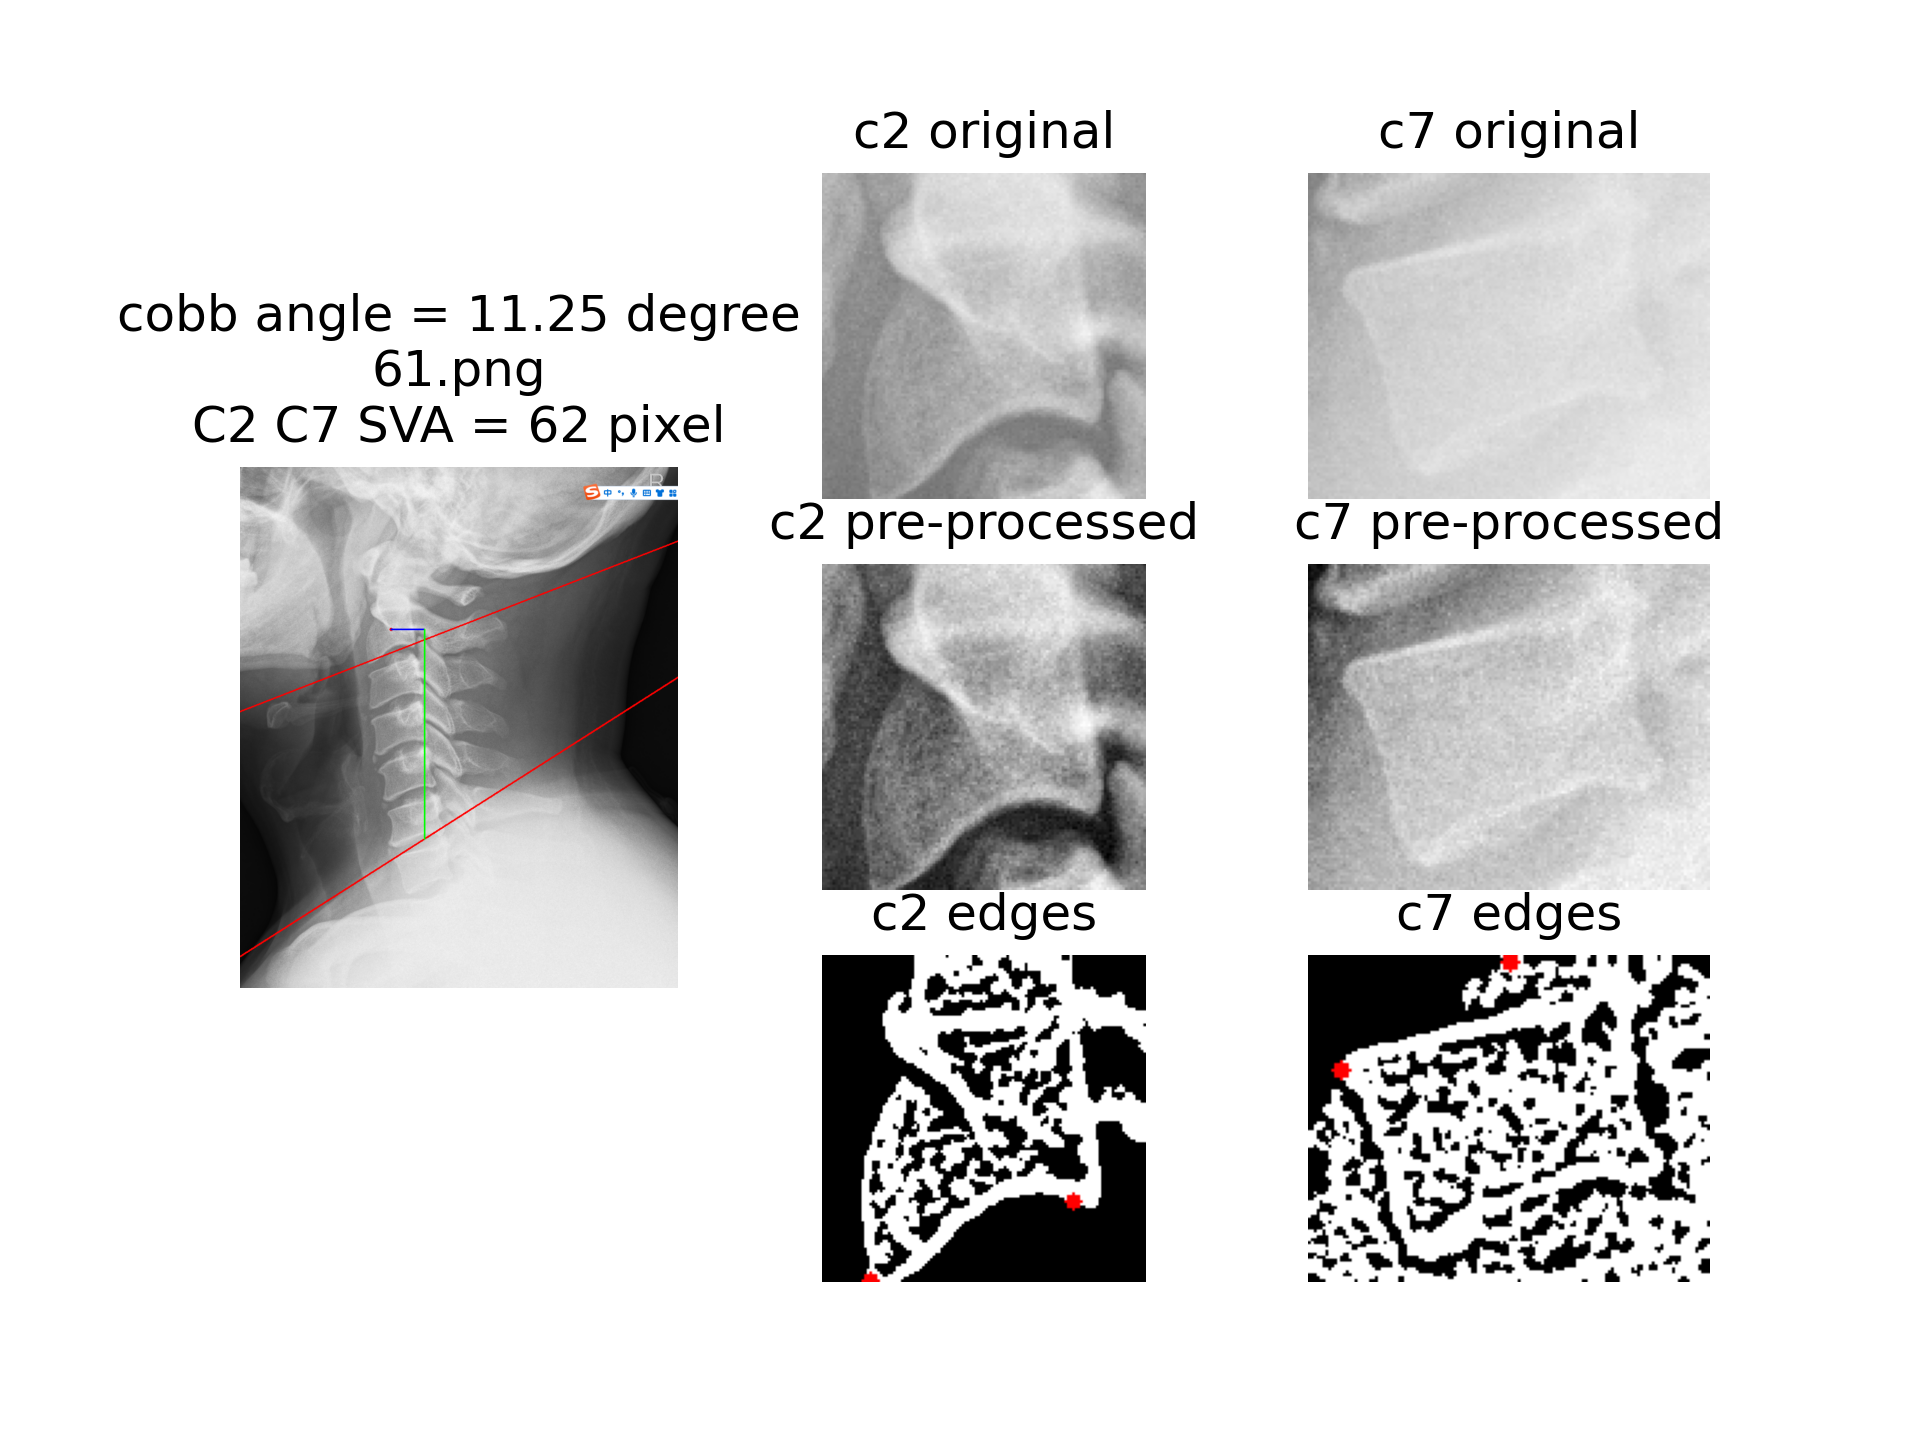 cobb angle = 11.25 degree
61.png
C2 C7 SVA = 62 pixel
R
S 中
c2 original
c7 original
c2 pre-processed
c7 pre-processed
c2 edges
c7 edges